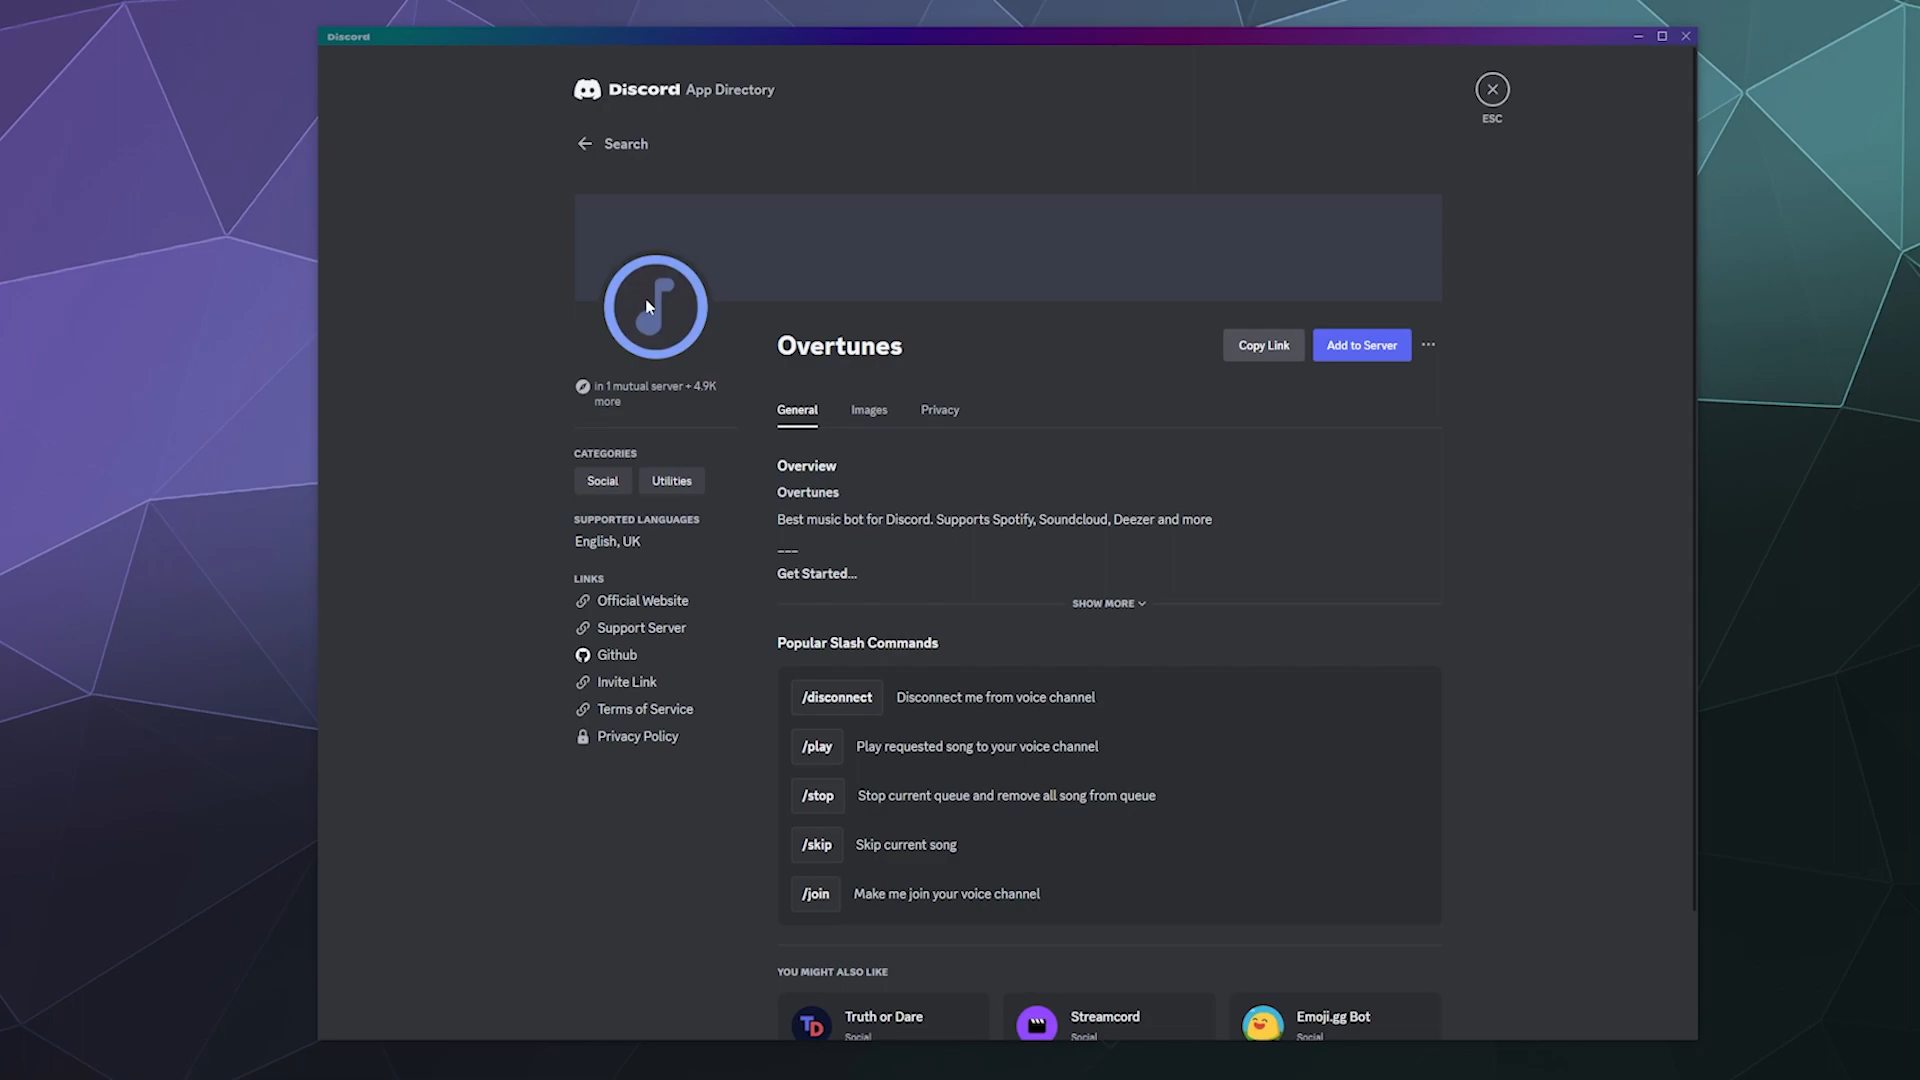 Discord
Discord App Directory
ESC
Search
Overtunes
Copy Link
Add to Server
in 1 mutual server + 4.9K
more
General
Images
Privacy
CATEGORIES
Social
Utilities
SUPPORTED LANGUAGES
English, UK
LINKS
Official Website
Support Server
Github
Invite Link
Terms of Service
Privacy Policy
Overview
Overtunes
Best music bot for Discord. Supports Spotify, Soundcloud, Deezer and more
___
Get Started...
SHOW MORE
Popular Slash Commands
/disconnect Disconnect me from voice channel
/play Play requested song to your voice channel
/stop Stop current queue and remove all song from queue
/skip Skip current song
/join Make me join your voice channel
YOU MIGHT ALSO LIKE
TD
Truth or Dare
Social
Streamcord
Social
Emoji.gg Bot
Social